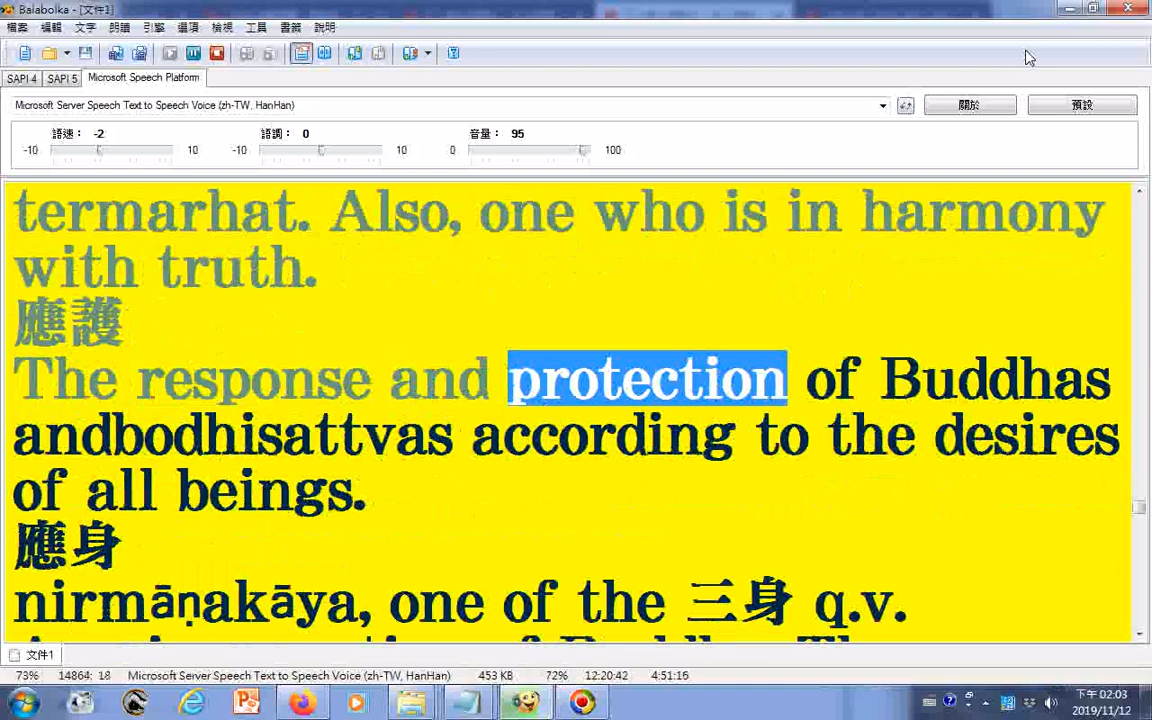 Balabolka - [文件1]
檔案 編輯 文字 朗讀 引擎 選項 檢視 工具 書籤 說明
SAPI 4 SAPI 5 Microsoft Speech Platform
Microsoft Server Speech Text to Speech Voice (zh-TW, HanHan) 關於 預設
語速: -2 語調: 0 音量: 95
-10 10 -10 10 0 100
termarhat. Also, one who is in harmony
with truth.
應護
The response and protection of Buddhas
andbodhisattvas according to the desires
of all beings.
應身
nirmāṇakāya, one of the 三身 q.v.
文件1
73% 14864: 18 Microsoft Server Speech Text to Speech Voice (zh-TW, HanHan) 453 KB 72% 12:20:42 4:51:16
下午 02:03
2019/11/12